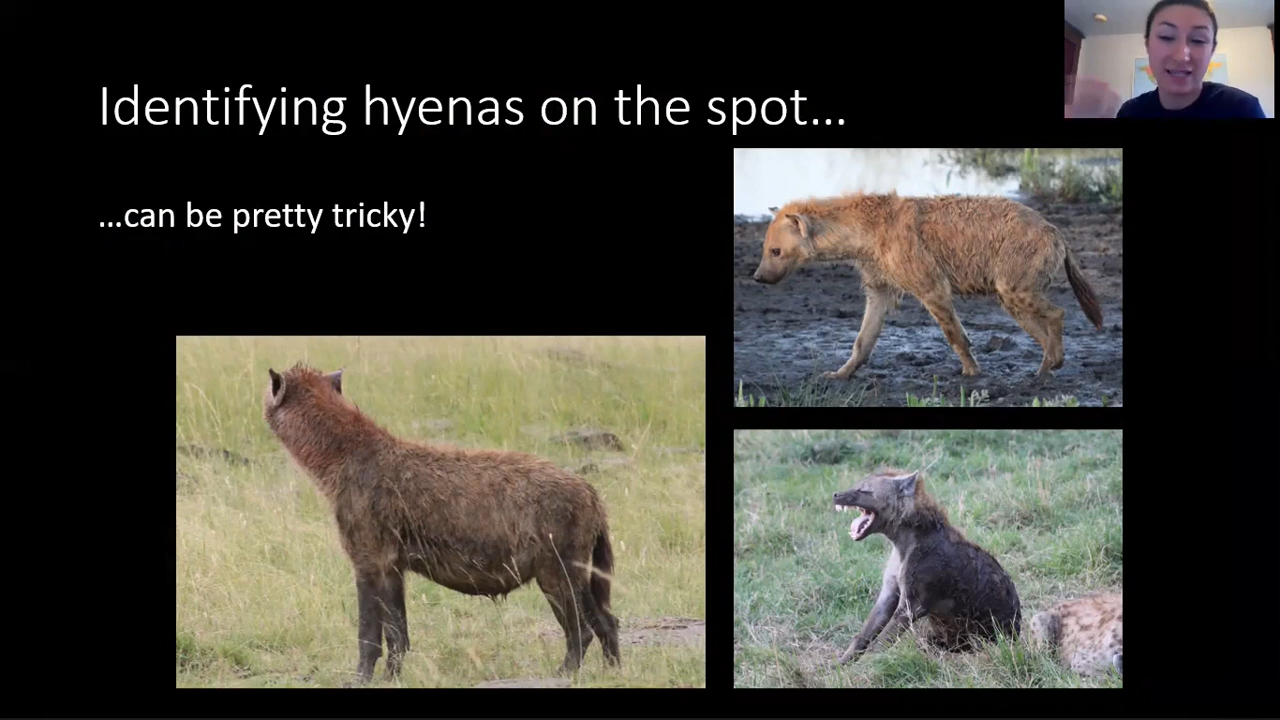 Identifying hyenas on the spot...
...can be pretty tricky!